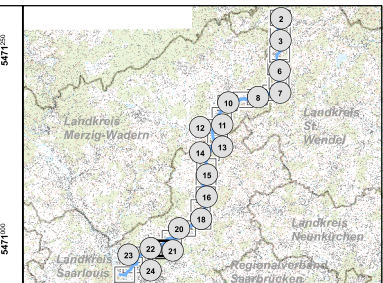 5471250
2
3
6
7
8
10
11
12
13
14
15
16
18
20
21
22
23
24
Landkreis
Merzig-Wadern
Landkreis
St.
Wendel
Landkreis
Neunkirchen
Landkreis
Saarlouis
Regionalverband
Saarbrücken
5471000